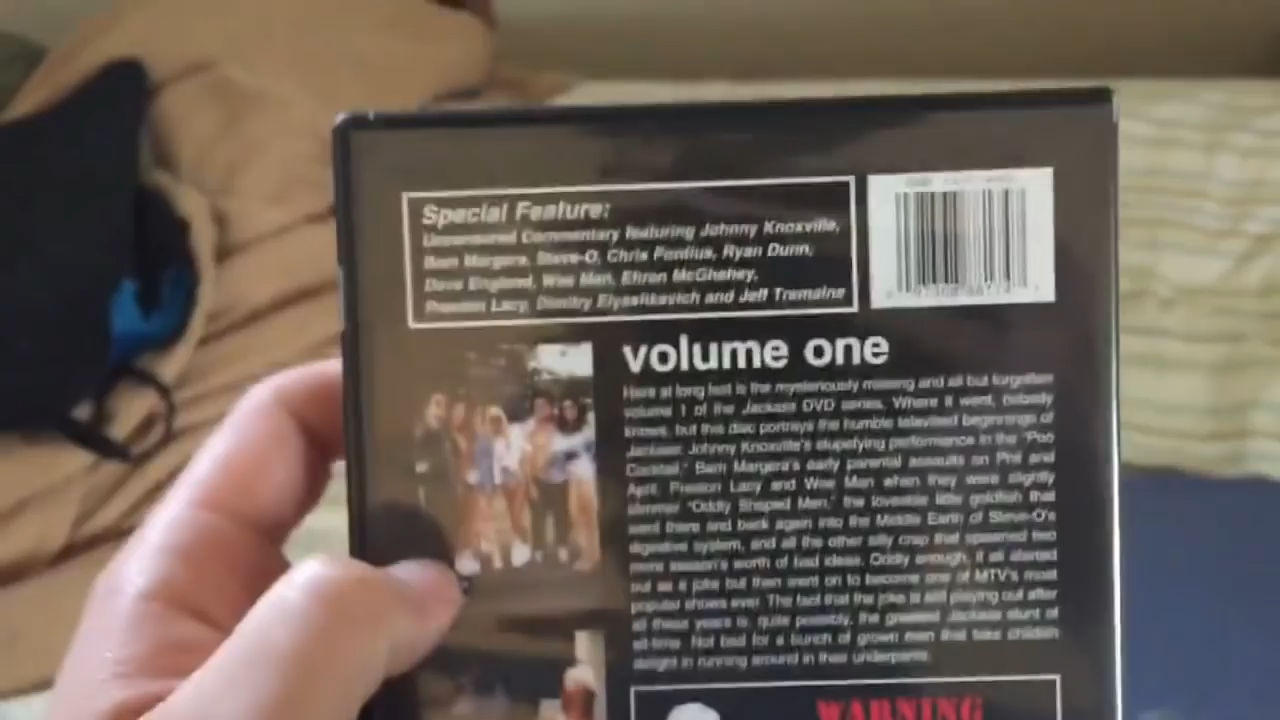 Special Feature:
Uncensored Commentary featuring Johnny Knoxville,
Bam Margera, Steve-O, Chris Pontius, Ryan Dunn,
Dave England, Wee Man, Ehren McGhehey,
Preston Lacy, Dimitry Elyashkevich and Jeff Tremaine
volume one
Here at long last is the mysteriously missing and all but forgotten
volume 1 of the Jackass DVD series. Where it went, nobody
knows, but this disc portrays the humble televised beginnings of
Jackass: Johnny Knoxville's stupefying performance in the "Poo
Cocktail," Bam Margera's early parental assaults on Phil and
April, Preston Lacy and Wee Man when they were slightly
slimmer "Oddly Shaped Men," the loveable little goldfish that
went there and back again into the Middle Earth of Steve-O's
digestive system, and all the other silly crap that spawned two
more season's worth of bad ideas. Oddly enough, it all started
out as a joke but then went on to become one of MTV's most
popular shows ever. The fact that the joke is still playing out after
all these years is, quite possibly, the greatest Jackass stunt of
all-time. Not bad for a bunch of grown men that take childish
delight in running around in their underpants.
WARNING